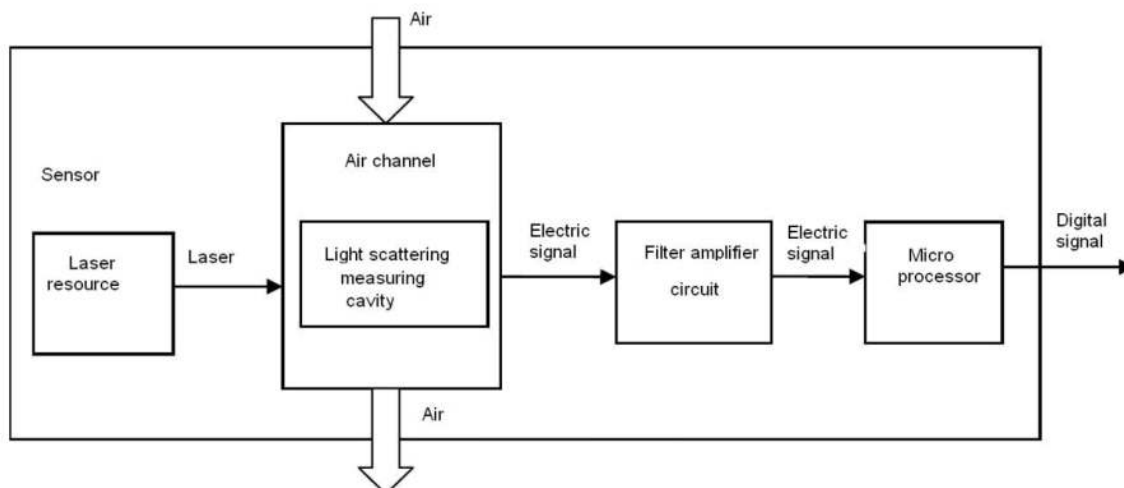 Air
Sensor
Air channel
Laser
resource
Laser
Light scattering
measuring
cavity
Electric
signal
Filter amplifier
circuit
Electric
signal
Micro
processor
Digital
signal
Air